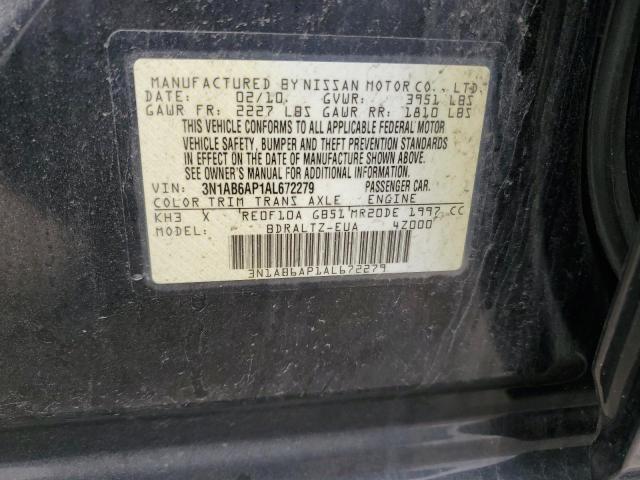 MANUFACTURED BY NISSAN MOTOR CO., LTD.
DATE: 02/10 GVWR: 3951 LBS
GAWR FR: 2227 LBS GAWR RR: 1810 LBS
THIS VEHICLE CONFORMS TO ALL APPLICABLE FEDERAL MOTOR
VEHICLE SAFETY, BUMPER AND THEFT PREVENTION STANDARDS
IN EFFECT ON THE DATE OF MANUFACTURE SHOWN ABOVE.
SEE OWNER'S MANUAL FOR ADDITIONAL INFORMATION.
VIN: 3N1AB6AP1AL672279 PASSENGER CAR.
COLOR TRIM TRANS AXLE ENGINE
KH3 X RE0F10A GB51 MR20DE 1997 CC
MODEL: BDRALTZ-EUA 4Z000
3N1AB6AP1AL672279